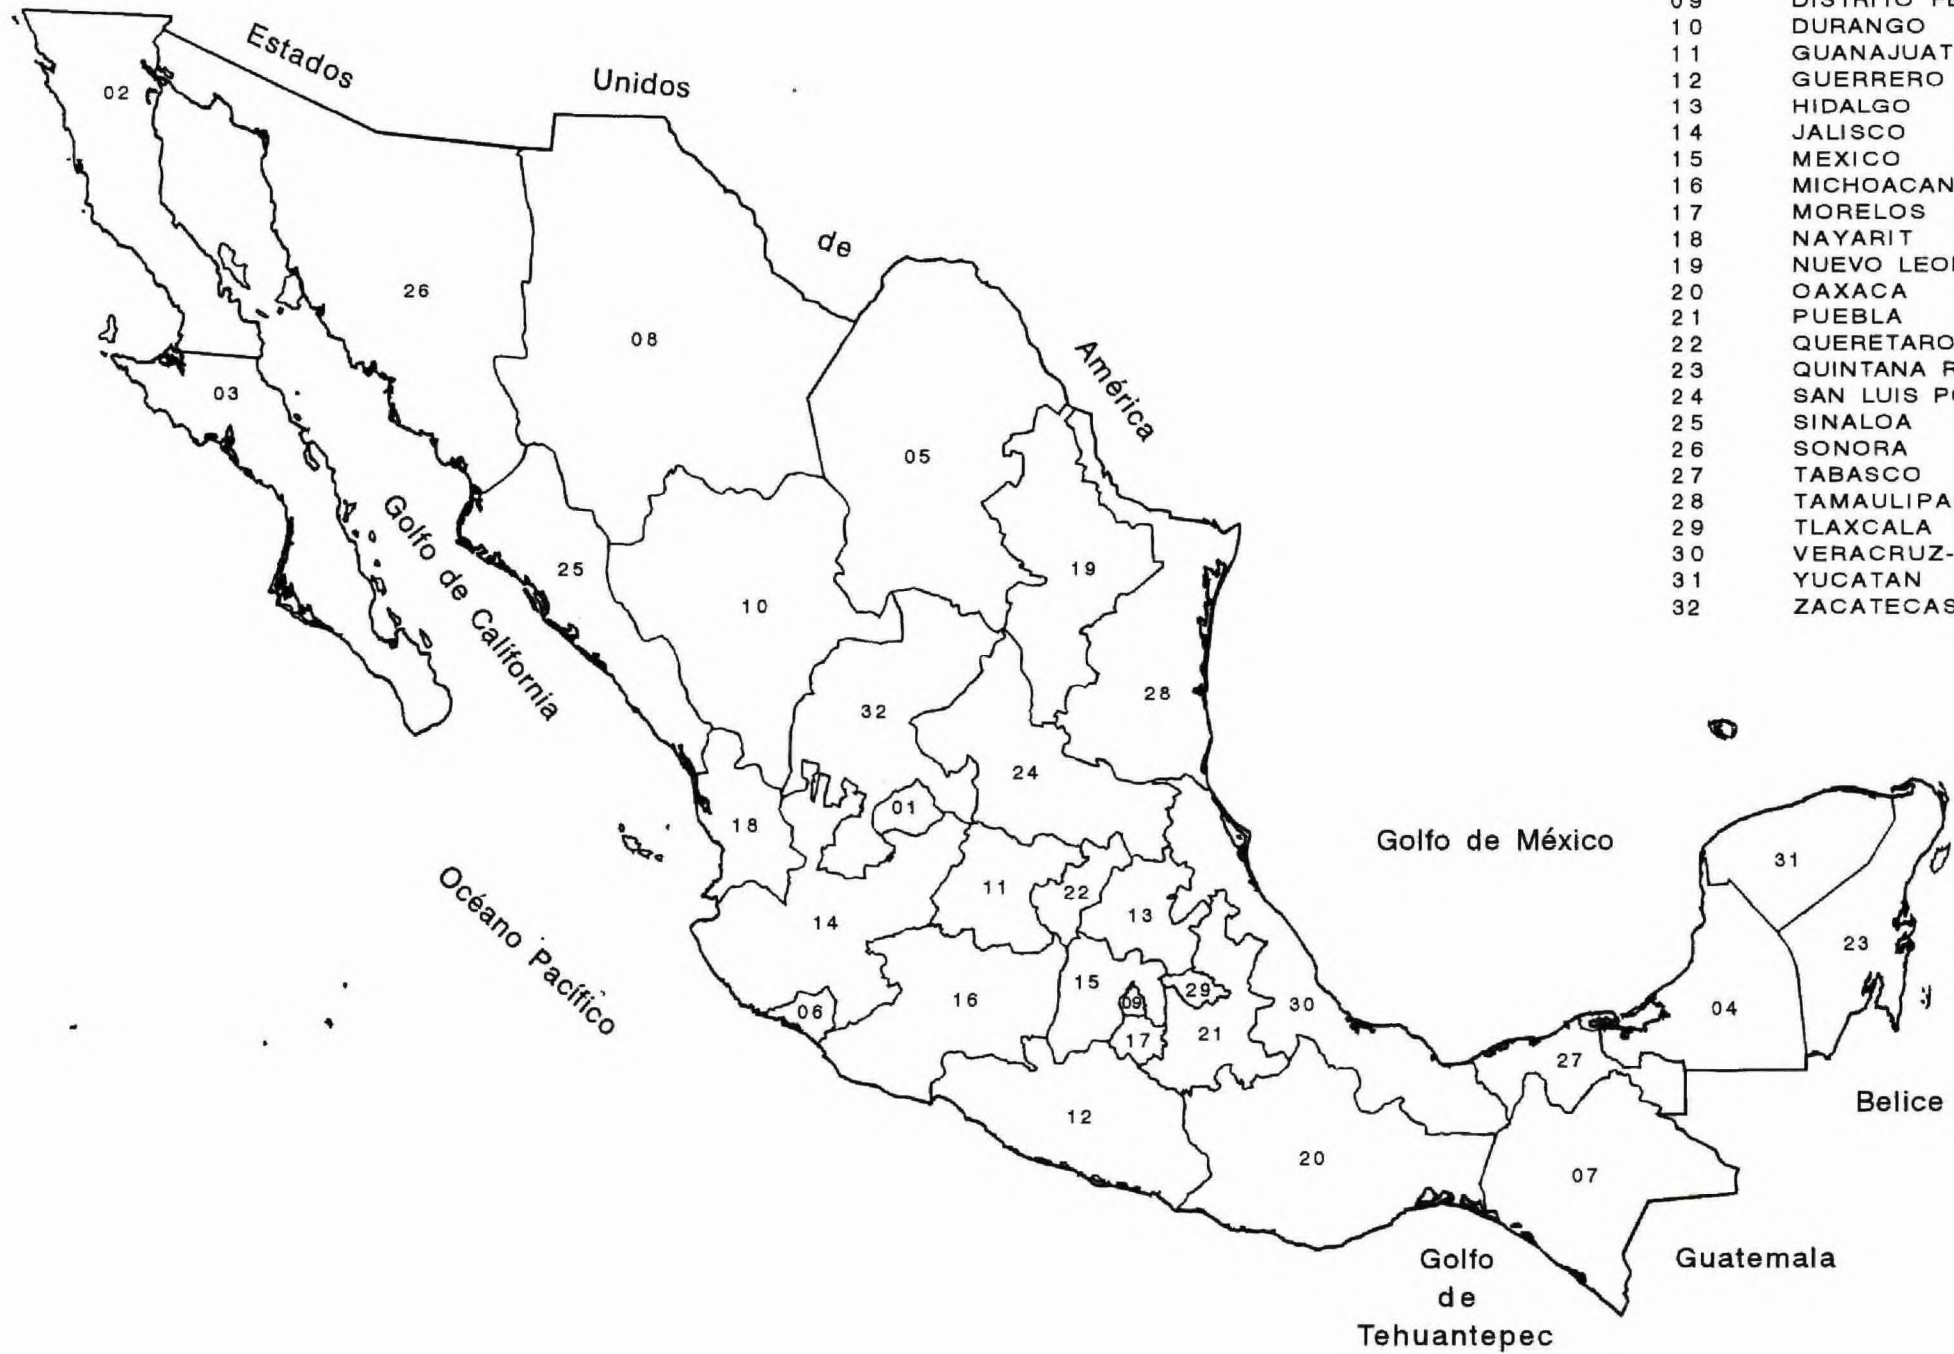 Estados Unidos de América
Golfo de California
Océano Pacífico
Golfo de México
Belice
Guatemala
Golfo
de
Tehuantepec
02
26
08
03
05
25
10
19
32
28
24
01
18
11
22
13
14
31
23
16
15
09
29
06
30
04
17
21
27
12
20
07
09 DISTRITO
10 DURANGO
11 GUANAJUAT
12 GUERRERO
13 HIDALGO
14 JALISCO
15 MEXICO
16 MICHOACAN
17 MORELOS
18 NAYARIT
19 NUEVO LEO
20 OAXACA
21 PUEBLA
22 QUERETARO
23 QUINTANA R
24 SAN LUIS P
25 SINALOA
26 SONORA
27 TABASCO
28 TAMAULIPA
29 TLAXCALA
30 VERACRUZ-
31 YUCATAN
32 ZACATECAS